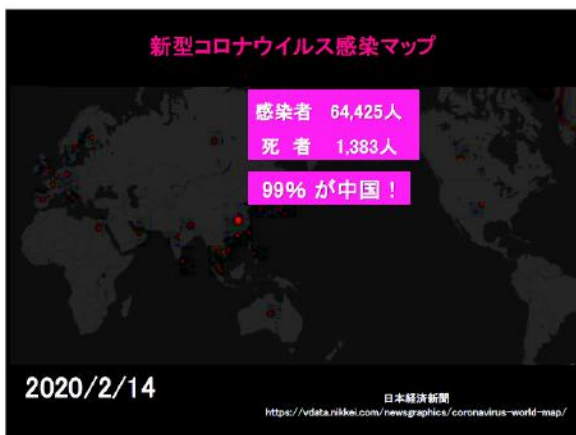 新型コロナウイルス感染マップ
感染者 64,425人
死 者 1,383人
99% が中国！
2020/2/14
日本経済新聞
https://vdata.nikkei.com/newsgraphics/coronavirus-world-map/